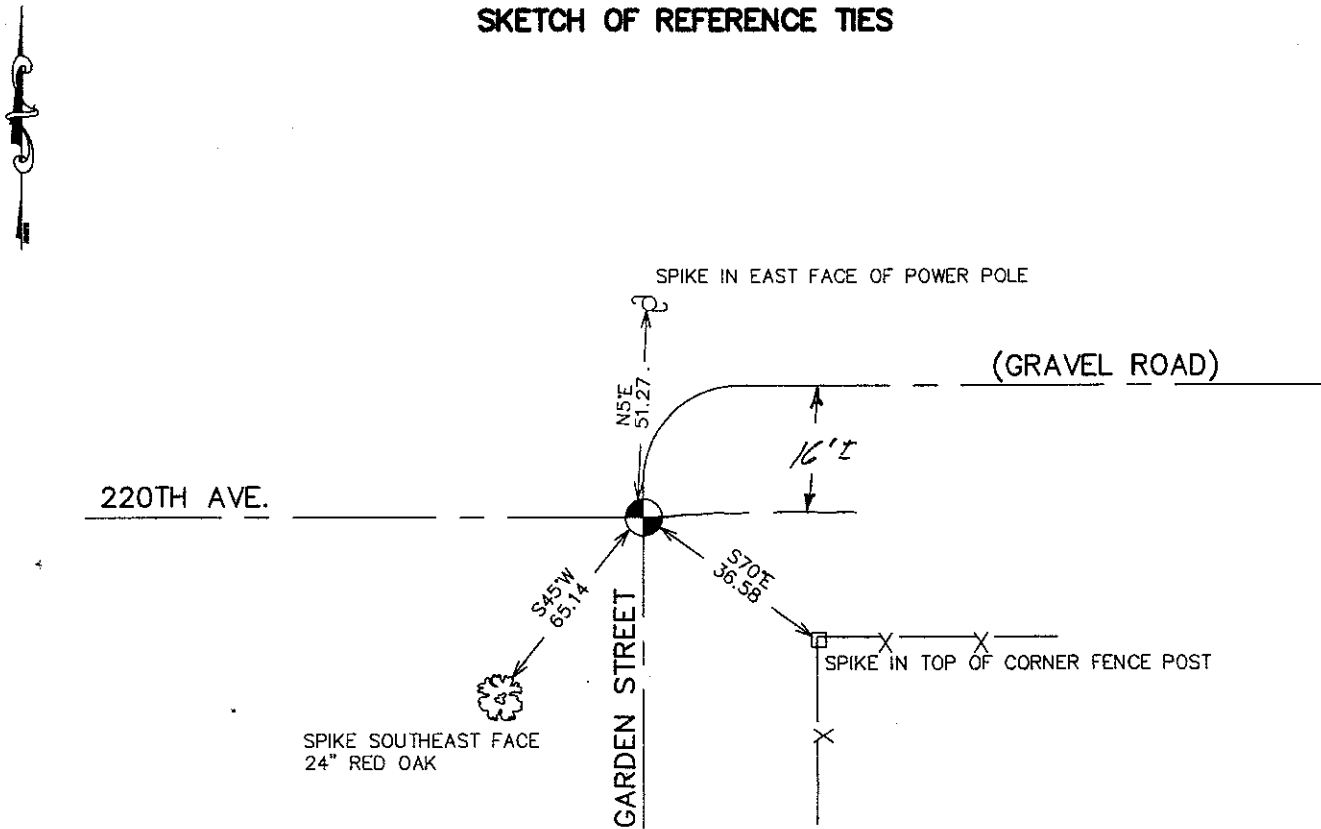 SKETCH OF REFERENCE TIES
SPIKE IN EAST FACE OF POWER POLE
(GRAVEL ROAD)
N5°E
51.27
16'±
220TH AVE.
S45°W
65.14
S70°E
36.58
GARDEN STREET
SPIKE IN TOP OF CORNER FENCE POST
SPIKE SOUTHEAST FACE
24" RED OAK